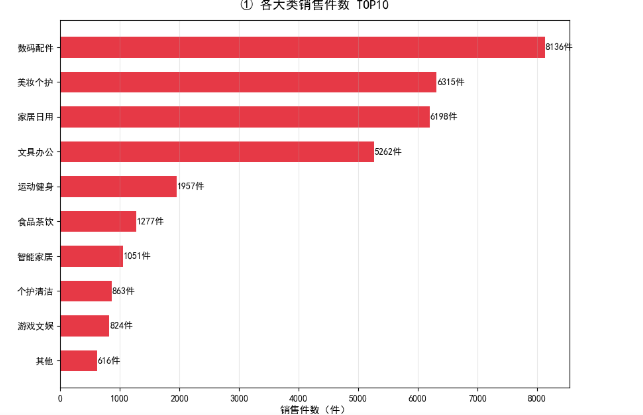 ① 各大类销售件数 TOP10
数码配件 8136件
美妆个护 6315件
家居日用 6198件
文具办公 5262件
运动健身 1957件
食品茶饮 1277件
智能家居 1051件
个护清洁 863件
游戏文娱 824件
其他 616件
0 1000 2000 3000 4000 5000 6000 7000 8000
销售件数（件）